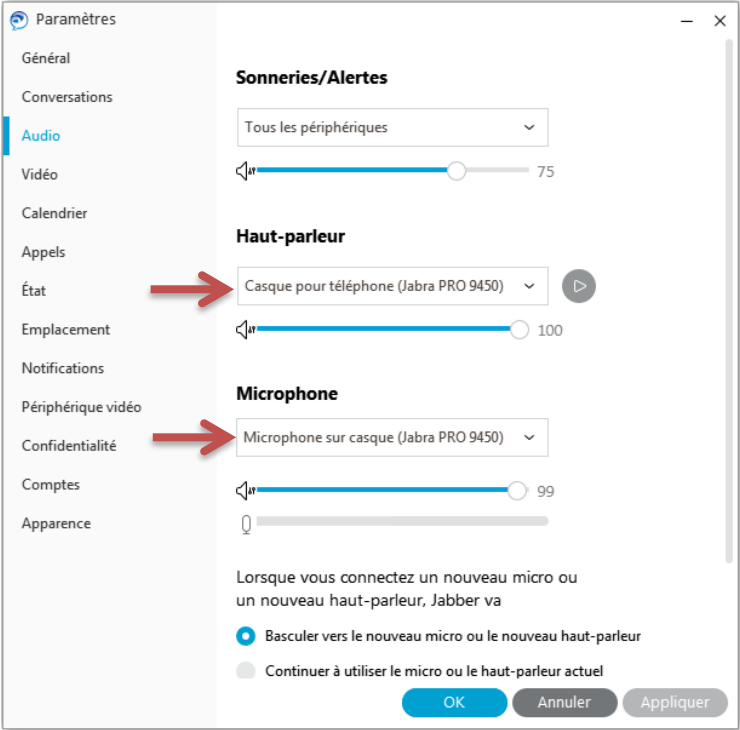 Paramètres
Général
Conversations
Audio
Vidéo
Calendrier
Appels
État
Emplacement
Notifications
Périphérique vidéo
Confidentialité
Comptes
Apparence
Sonneries/Alertes
Tous les périphériques
75
Haut-parleur
Casque pour téléphone (Jabra PRO 9450)
100
Microphone
Microphone sur casque (Jabra PRO 9450)
99
Lorsque vous connectez un nouveau micro ou
un nouveau haut-parleur, Jabber va
Basculer vers le nouveau micro ou le nouveau haut-parleur
Continuer à utiliser le micro ou le haut-parleur actuel
OK
Annuler
Appliquer